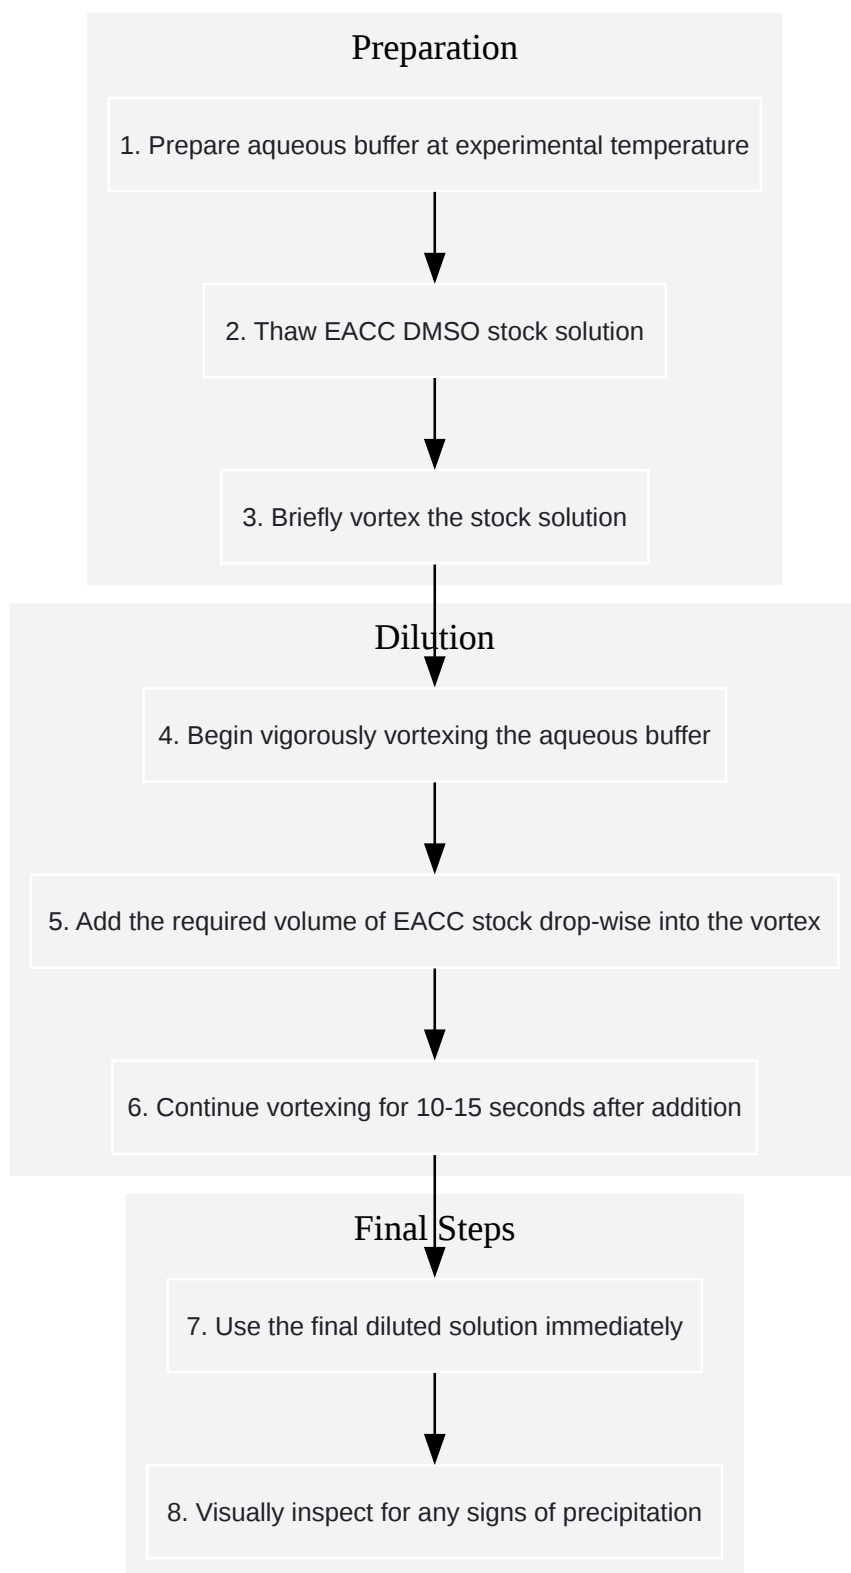 Preparation
1. Prepare aqueous buffer at experimental temperature
2. Thaw EACC DMSO stock solution
3. Briefly vortex the stock solution
Dilution
4. Begin vigorously vortexing the aqueous buffer
5. Add the required volume of EACC stock drop-wise into the vortex
6. Continue vortexing for 10-15 seconds after addition
Final Steps
7. Use the final diluted solution immediately
8. Visually inspect for any signs of precipitation